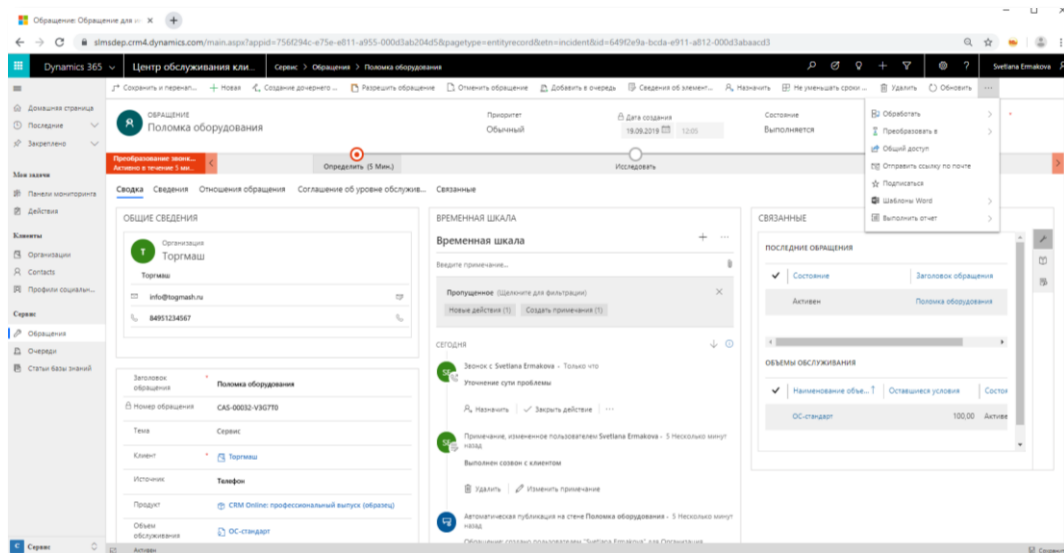 Обращение: Обращение для
slmsdep.crm4.dynamics.com/main.aspx?appid=756f294c-e75e-e811-a955-000d3ab204d5&pagetype=entityrecord&etn=incident&id=649f2e9a-bcda-e911-a812-000d3abaacd3
Dynamics 365
Центр обслуживания кли...
Сервис > Обращения > Поломка оборудования
Svetlana Ermakova
Сохранить и перенап...
Новая
Создание дочернего ...
Разрешить обращение
Отменить обращение
Добавить в очередь
Сведения об элемент...
Назначить
Не уменьшать сроки ...
Удалить
Обновить
Домашняя страница
Последние
Закреплено
Моя задача
Панели мониторинга
Действия
Клиенты
Организации
Contacts
Профили социальн...
Сервис
Обращения
Очереди
Статьи базы знаний
Сервис
ОБРАЩЕНИЕ
Поломка оборудования
Приоритет
Обычный
Дата создания
19.09.2019 12:05
Состояние
Выполняется
Обработать
Преобразовать в
Общий доступ
Отправить ссылку по почте
Подписаться
Шаблоны Word
Выполнить отчет
Преобразование звонк...
Активно в течение 5 ми...
Определить (5 Мин.)
Исследовать
Сводка Сведения Отношения обращения Соглашение об уровне обслужив... Связанные
ОБЩИЕ СВЕДЕНИЯ
Т
Организация
Торгмаш
Торгмаш
info@togmash.ru
84951234567
Заголовок обращения * Поломка оборудования
Номер обращения CAS-00032-V3G7T0
Тема Сервис
Клиент * Торгмаш
Источник Телефон
Продукт CRM Online: профессиональный выпуск (образец)
Объем обслуживания ОС-стандарт
ВРЕМЕННАЯ ШКАЛА
Временная шкала
Введите примечание...
Пропущенное (Щелкните для фильтрации)
Новые действия (1) Создать примечания (1)
СЕГОДНЯ
Звонок с Svetlana Ermakova - Только что
Уточнение сути проблемы
Назначить Закрыть действие
Примечание, измененное пользователем Svetlana Ermakova - 5 Несколько минут
назад
Выполнен созвон с клиентом
Удалить Изменить примечание
Автоматическая публикация на стене Поломка оборудования - 5 Несколько минут
назад
Обращение: создано пользователем "Svetlana Ermakova" для Организация
СВЯЗАННЫЕ
ПОСЛЕДНИЕ ОБРАЩЕНИЯ
Состояние Заголовок обращения
Активен Поломка оборудования
ОБЪЕМЫ ОБСЛУЖИВАНИЯ
Наименование объе... Оставшиеся условия Состоя
ОС-стандарт 100,00 Активе
Активен